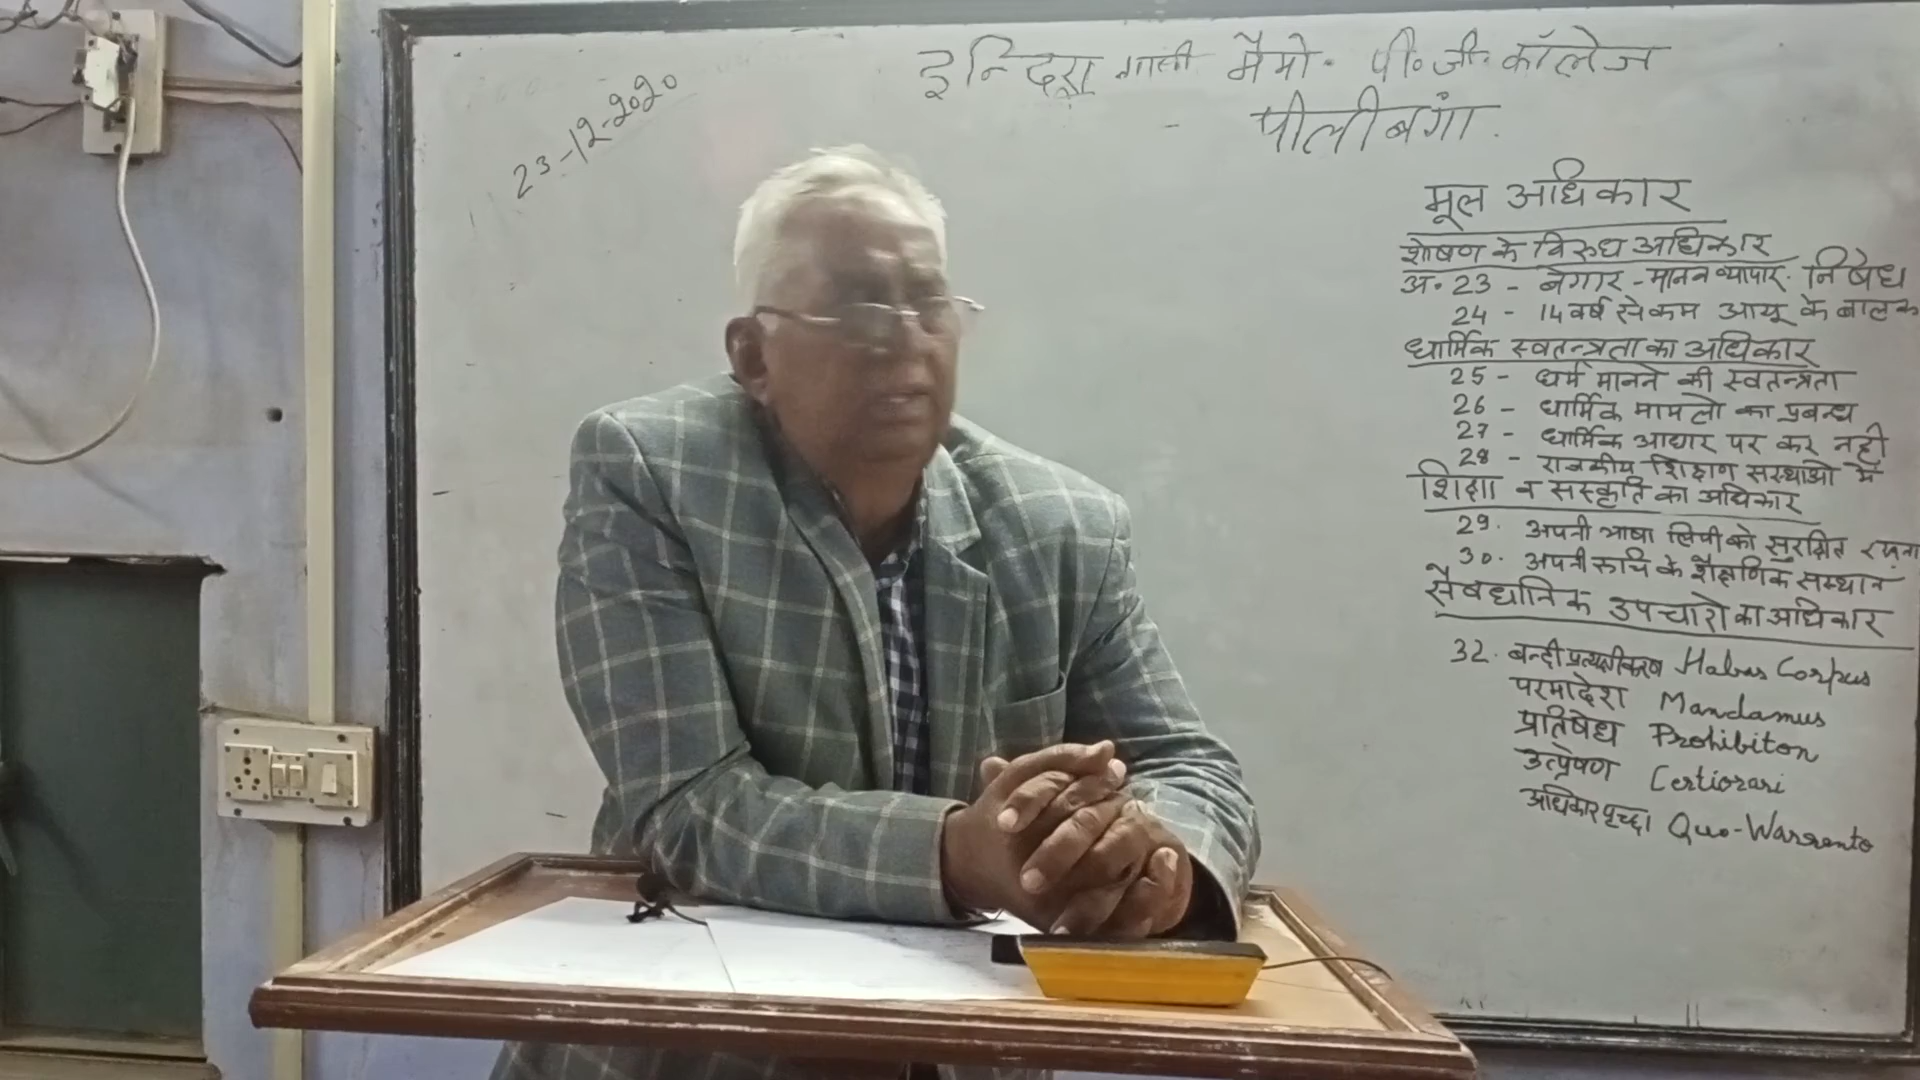 23-12-2020
इन्दिरा गान्धी मैमो. पी.जी. कॉलेज
पीलीबंगा.
मूल अधिकार
शोषण के विरुध अधिकार
अ. 23 - बेगार - मानव व्यापार. निषेध
24 - 14 वर्ष से कम आयू के बालक
धार्मिक स्वतन्त्रता का अधिकार
25 - धर्म मानने की स्वतन्त्रता
26 - धार्मिक मामलो का प्रबन्ध
27 - धार्मिक आधार पर कर नही
28 - राजकीय शिक्षण संस्थाओ में
शिक्षा व संस्कृति का अधिकार
29. अपनी भाषा लिपी को सुरक्षित रखना
30. अपनी रुचि के शैक्षणिक संस्थान
सैवधानिक उपचारो का अधिकार
32. बन्दी प्रत्यक्षीकरण Habus Corpus
परमादेश Mandamus
प्रतिषेध Prohibiton
उत्प्रेषण Certiorari
अधिकार पृच्छा Quo-Warrento